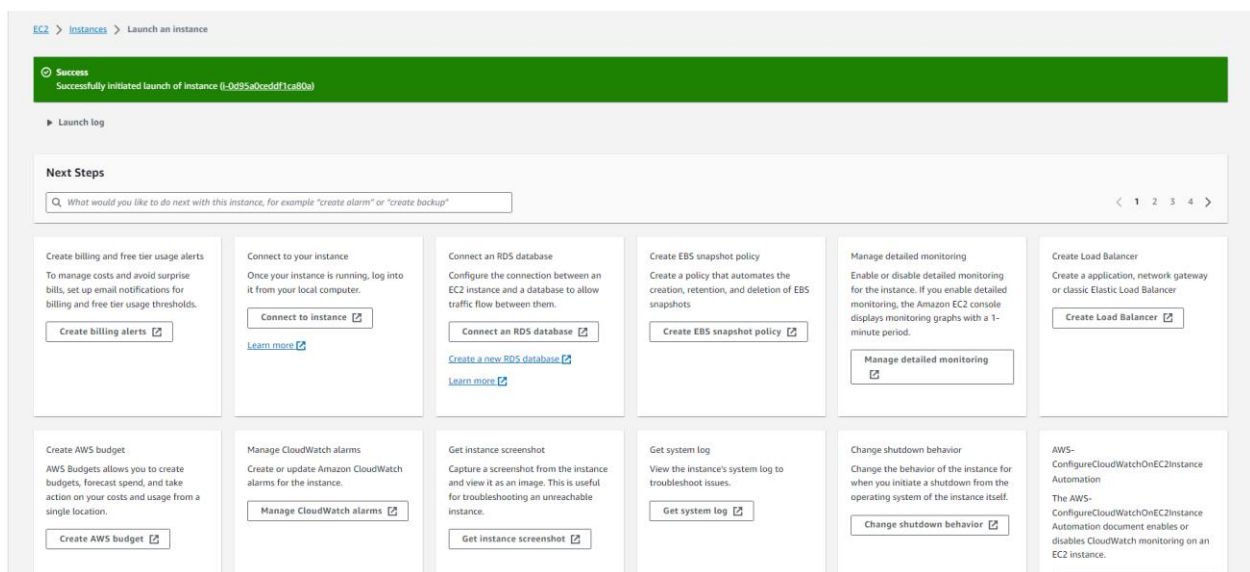 EC2 > Instances > Launch an instance
Success
Successfully initiated launch of instance (i-0d95a0ceddf1ca80a)
Launch log
Next Steps
What would you like to do next with this instance, for example "create alarm" or "create backup"
1 2 3 4
Create billing and free tier usage alerts
To manage costs and avoid surprise
bills, set up email notifications for
billing and free tier usage thresholds.
Create billing alerts
Connect to your instance
Once your instance is running, log into
it from your local computer.
Connect to instance
Learn more
Connect an RDS database
Configure the connection between an
EC2 instance and a database to allow
traffic flow between them.
Connect an RDS database
Create a new RDS database
Learn more
Create EBS snapshot policy
Create a policy that automates the
creation, retention, and deletion of EBS
snapshots
Create EBS snapshot policy
Manage detailed monitoring
Enable or disable detailed monitoring
for the instance. If you enable detailed
monitoring, the Amazon EC2 console
displays monitoring graphs with a 1-
minute period.
Manage detailed monitoring
Create Load Balancer
Create a application, network gateway
or classic Elastic Load Balancer
Create Load Balancer
Create AWS budget
AWS Budgets allows you to create
budgets, forecast spend, and take
action on your costs and usage from a
single location.
Create AWS budget
Manage CloudWatch alarms
Create or update Amazon CloudWatch
alarms for the instance.
Manage CloudWatch alarms
Get instance screenshot
Capture a screenshot from the instance
and view it as an image. This is useful
for troubleshooting an unreachable
instance.
Get instance screenshot
Get system log
View the instance's system log to
troubleshoot issues.
Get system log
Change shutdown behavior
Change the behavior of the instance for
when you initiate a shutdown from the
operating system of the instance itself.
Change shutdown behavior
AWS-
ConfigureCloudWatchOnEC2Instance
Automation
The AWS-
ConfigureCloudWatchOnEC2Instance
Automation document enables or
disables CloudWatch monitoring on an
EC2 instance.